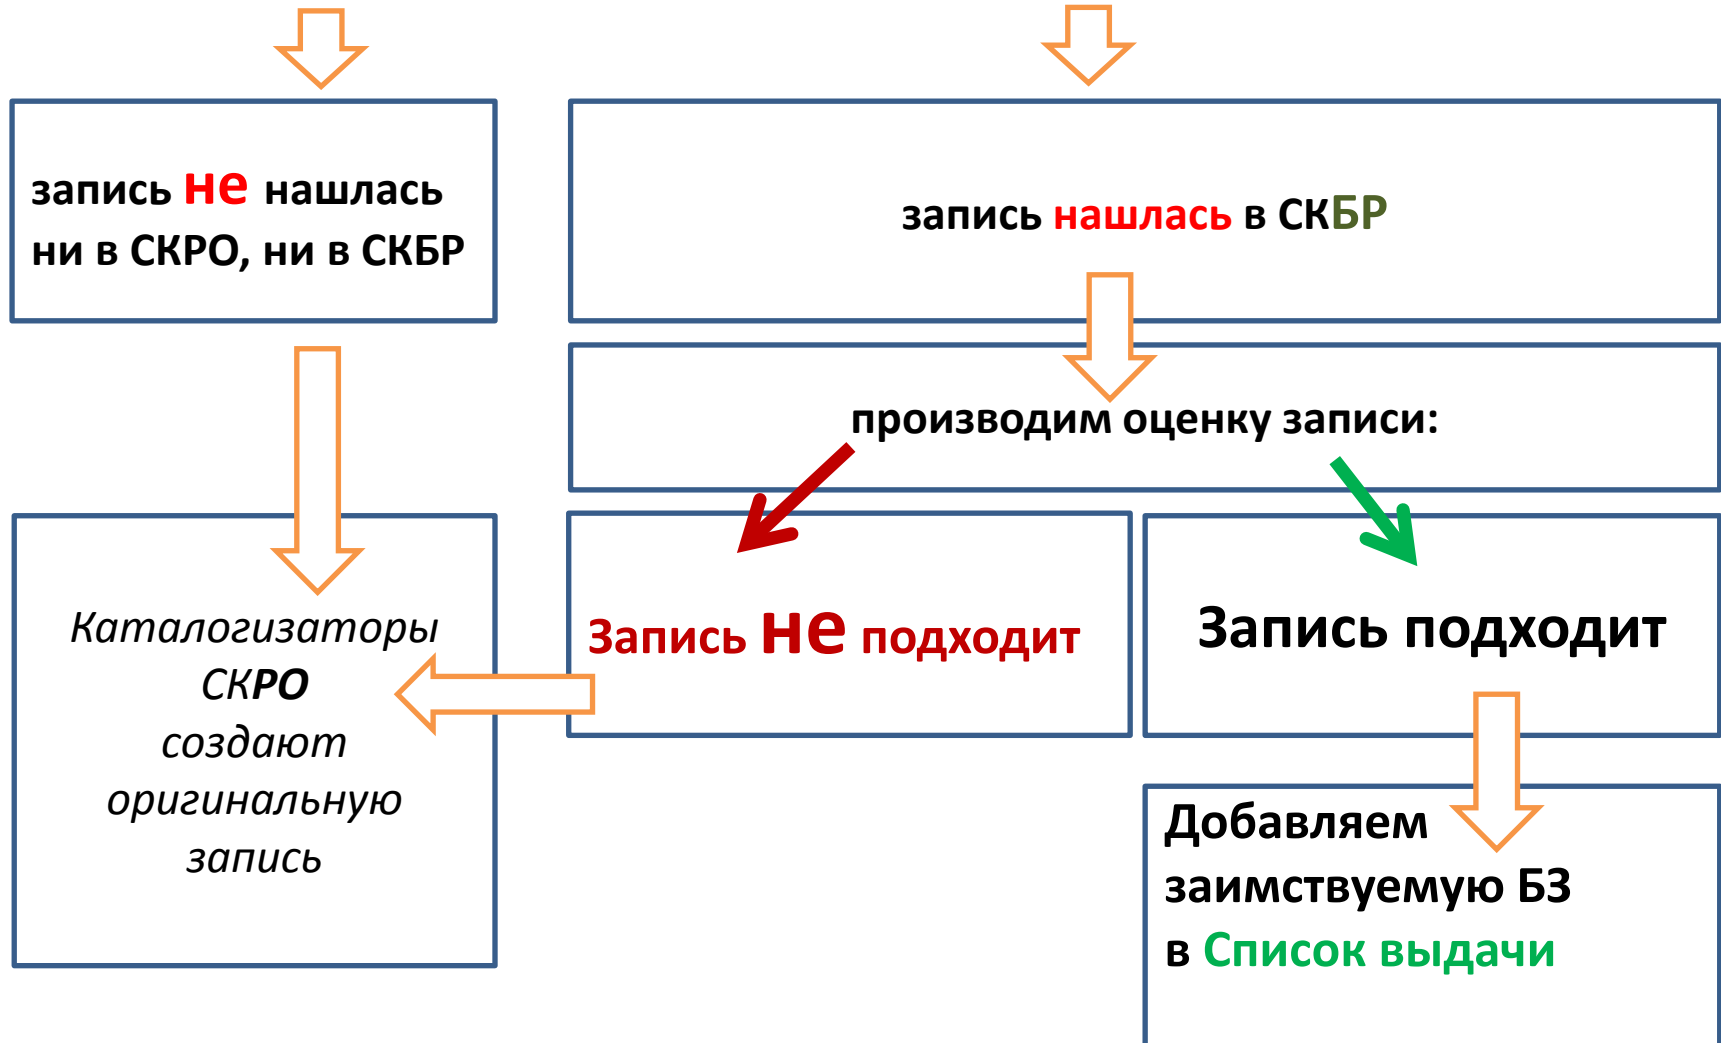 запись не нашлась
ни в СКРО, ни в СКБР
запись нашлась в СКБР
производим оценку записи:
Каталогизаторы
СКРО
создают
оригинальную
запись
Запись не подходит
Запись подходит
Добавляем
заимствуемую БЗ
в Список выдачи